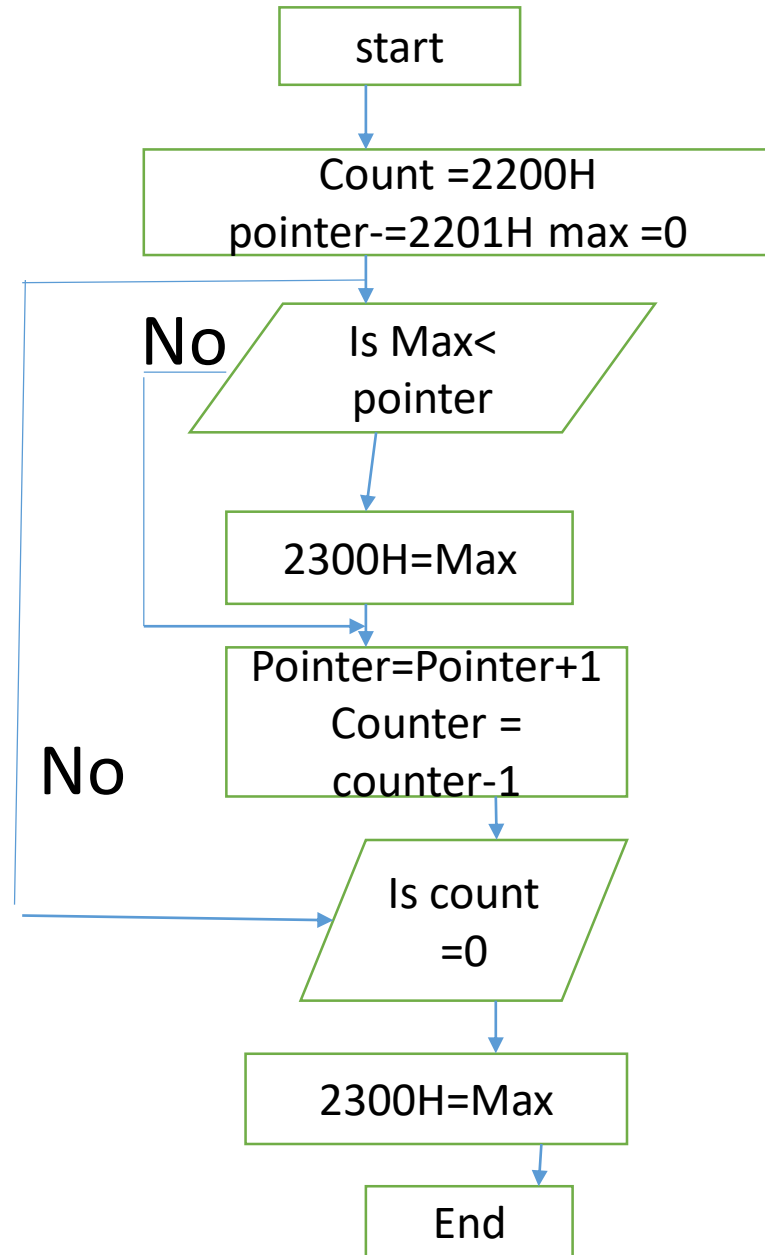 start
Count =2200H
pointer-=2201H max =0
No
Is Max<
pointer
2300H=Max
Pointer=Pointer+1
Counter =
counter-1
No
Is count
=0
2300H=Max
End